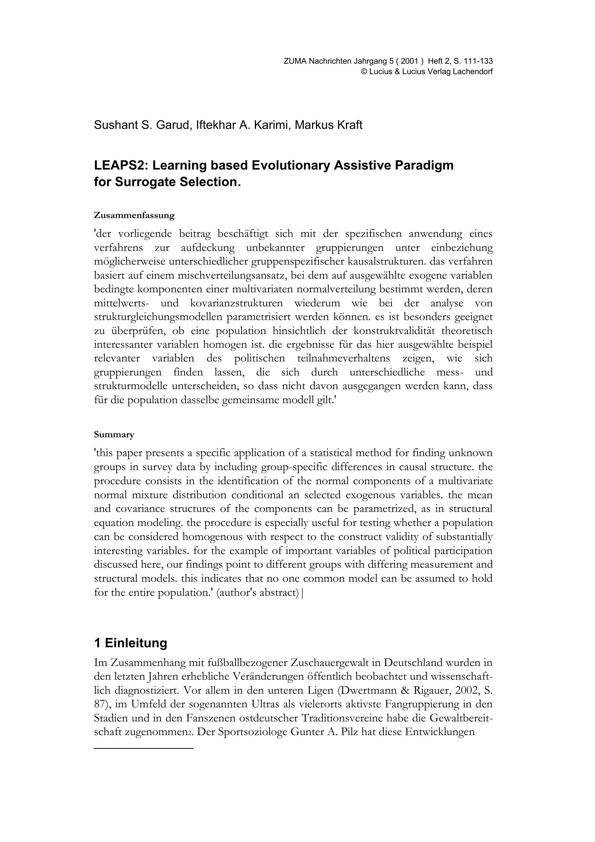 ZUMA Nachrichten Jahrgang 5 ( 2001 ) Heft 2, S. 111-133
© Lucius & Lucius Verlag Lachendorf
Sushant S. Garud, Iftekhar A. Karimi, Markus Kraft
LEAPS2: Learning based Evolutionary Assistive Paradigm
for Surrogate Selection.
Zusammenfassung
'der vorliegende beitrag beschäftigt sich mit der spezifischen anwendung eines
verfahrens zur aufdeckung unbekannter gruppierungen unter einbeziehung
möglicherweise unterschiedlicher gruppenspezifischer kausalstrukturen. das verfahren
basiert auf einem mischverteilungsansatz, bei dem auf ausgewählte exogene variablen
bedingte komponenten einer multivariaten normalverteilung bestimmt werden, deren
mittelwerts- und kovarianzstrukturen wiederum wie bei der analyse von
strukturgleichungsmodellen parametrisiert werden können. es ist besonders geeignet
zu überprüfen, ob eine population hinsichtlich der konstruktvalidität theoretisch
interessanter variablen homogen ist. die ergebnisse für das hier ausgewählte beispiel
relevanter variablen des politischen teilnahmeverhaltens zeigen, wie sich
gruppierungen finden lassen, die sich durch unterschiedliche mess- und
strukturmodelle unterscheiden, so dass nicht davon ausgegangen werden kann, dass
für die population dasselbe gemeinsame modell gilt.'
Summary
'this paper presents a specific application of a statistical method for finding unknown
groups in survey data by including group-specific differences in causal structure. the
procedure consists in the identification of the normal components of a multivariate
normal mixture distribution conditional an selected exogenous variables. the mean
and covariance structures of the components can be parametrized, as in structural
equation modeling. the procedure is especially useful for testing whether a population
can be considered homogenous with respect to the construct validity of substantially
interesting variables. for the example of important variables of political participation
discussed here, our findings point to different groups with differing measurement and
structural models. this indicates that no one common model can be assumed to hold
for the entire population.' (author's abstract)|
1 Einleitung
Im Zusammenhang mit fußballbezogener Zuschauergewalt in Deutschland wurden in
den letzten Jahren erhebliche Veränderungen öffentlich beobachtet und wissenschaft-
lich diagnostiziert. Vor allem in den unteren Ligen (Dwertmann & Rigauer, 2002, S.
87), im Umfeld der sogenannten Ultras als vielerorts aktivste Fangruppierung in den
Stadien und in den Fanszenen ostdeutscher Traditionsvereine habe die Gewaltbereit-
schaft zugenommen2. Der Sportsoziologe Gunter A. Pilz hat diese Entwicklungen